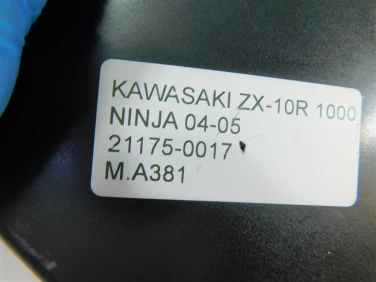 KAWASAKI ZX-10R 1000
NINJA 04-05
21175-0017
M.A381